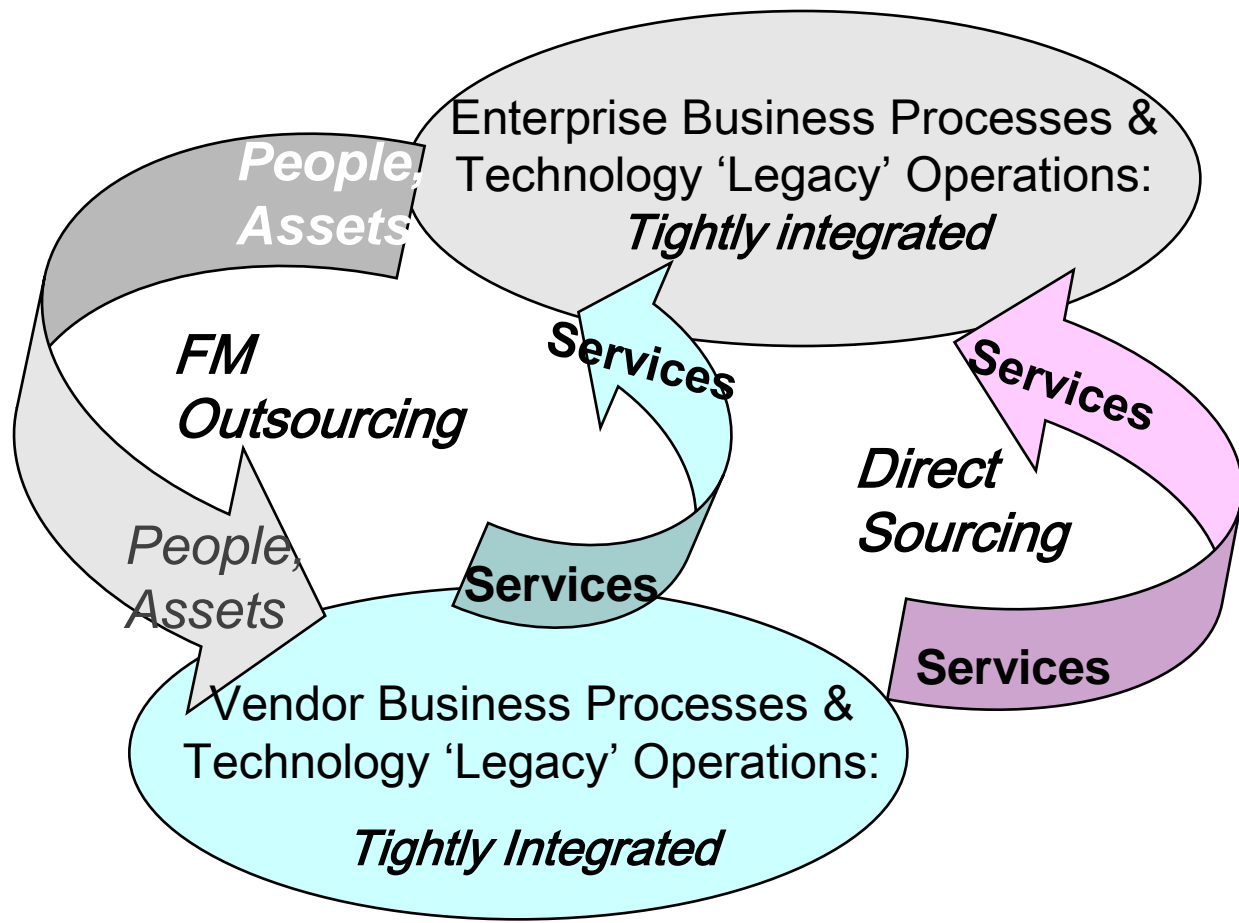 Enterprise Business Processes &
Technology ‘Legacy’ Operations:
Tightly integrated
People,
Assets
FM
Outsourcing
Services
Services
Direct
Sourcing
People,
Assets
Services
Services
Vendor Business Processes &
Technology ‘Legacy’ Operations:
Tightly Integrated